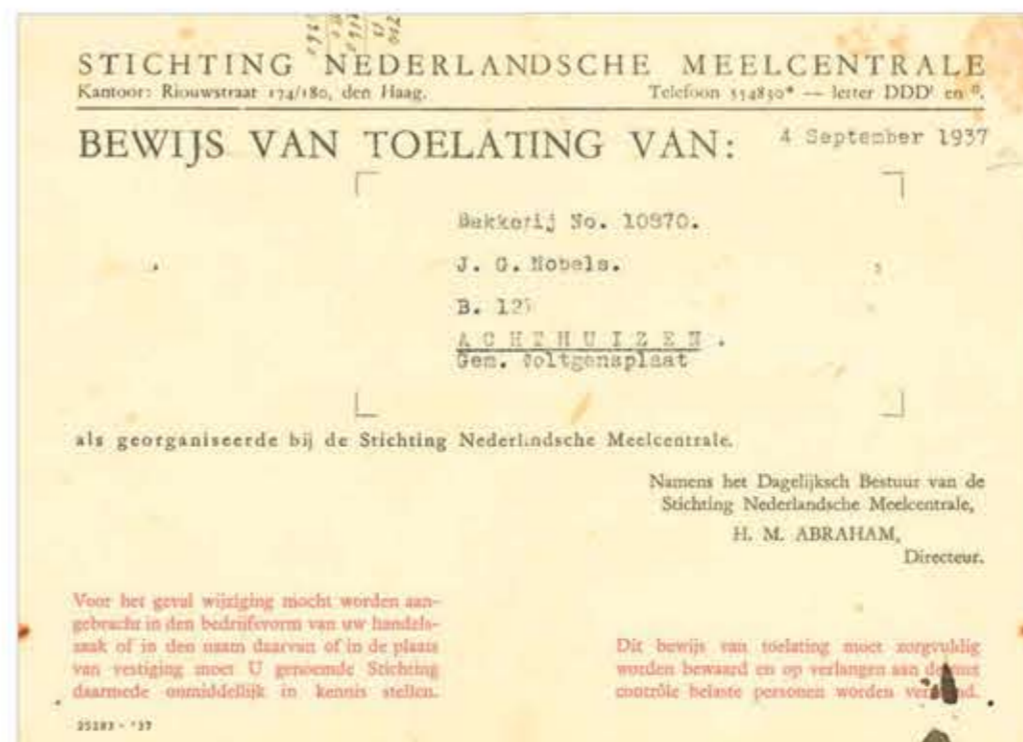 STICHTING NEDERLANDSCHE MEELCENTRALE
Kantoor: Riouwstraat 174/180, den Haag. Telefoon 554830* — letter DDD en
BEWIJS VAN TOELATING VAN: 4 September 1937
Bakkerij No. 10870.
J. G. Nobels.
B.
ACHTHUIZEN.
Gem.
als georganiseerde bij de Stichting Nederlandsche Meelcentrale.
Namens het Dagelijksch Bestuur van de
Stichting Nederlandsche Meelcentrale,
H. M. ABRAHAM,
Directeur.
Voor het geval wijziging mocht worden aan-
gebracht in den bedrijfsvorm van uw handels-
zaak of in den naam daarvan of in de plaats
van vestiging moet U genoemde Stichting
daarmede onmiddellijk in kennis stellen.
Dit bewijs van toelating moet zorgvuldig
worden bewaard en op verlangen aan de met
contrôle belaste personen worden
25283 - '37